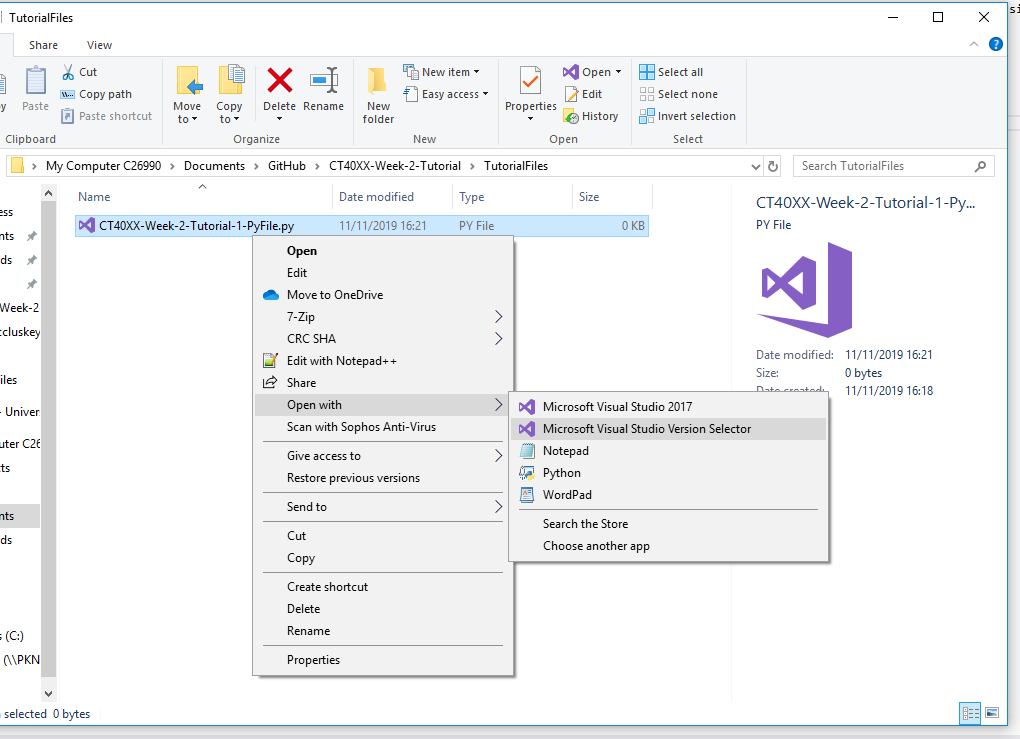 TutorialFiles
Share View
Paste
Cut
Copy path
Paste shortcut
Clipboard
Move to
Copy to
Delete
Rename
Organize
New folder
New item
Easy access
New
Properties
Open
Edit
History
Open
Select all
Select none
Invert selection
Select
My Computer C26990 > Documents > GitHub > CT40XX-Week-2-Tutorial > TutorialFiles
Search TutorialFiles
Name Date modified Type Size
CT40XX-Week-2-Tutorial-1-PyFile.py 11/11/2019 16:21 PY File 0 KB
ess
nts
ds
Week-2
ccluskey
iles
- Univer
uter C26
ts
nts
ds
s (C:)
(\\PKN
Open
Edit
Move to OneDrive
7-Zip
CRC SHA
Edit with Notepad++
Share
Open with
Scan with Sophos Anti-Virus
Give access to
Restore previous versions
Send to
Cut
Copy
Create shortcut
Delete
Rename
Properties
Microsoft Visual Studio 2017
Microsoft Visual Studio Version Selector
Notepad
Python
WordPad
Search the Store
Choose another app
CT40XX-Week-2-Tutorial-1-Py...
PY File
Date modified: 11/11/2019 16:21
Size: 0 bytes
Date created: 11/11/2019 16:18
selected 0 bytes